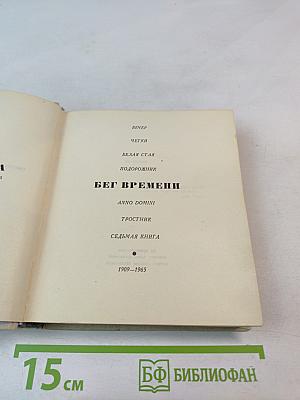 ВЕЧЕР
ЧЕТКИ
БЕЛАЯ СТАЯ
ПОДОРОЖНИК
БЕГ ВРЕМЕНИ
ANNO DOMINI
ТРОСТНИК
СЕДЬМАЯ КНИГА
1909—1965
15 см
БФ БИБЛИОФАН